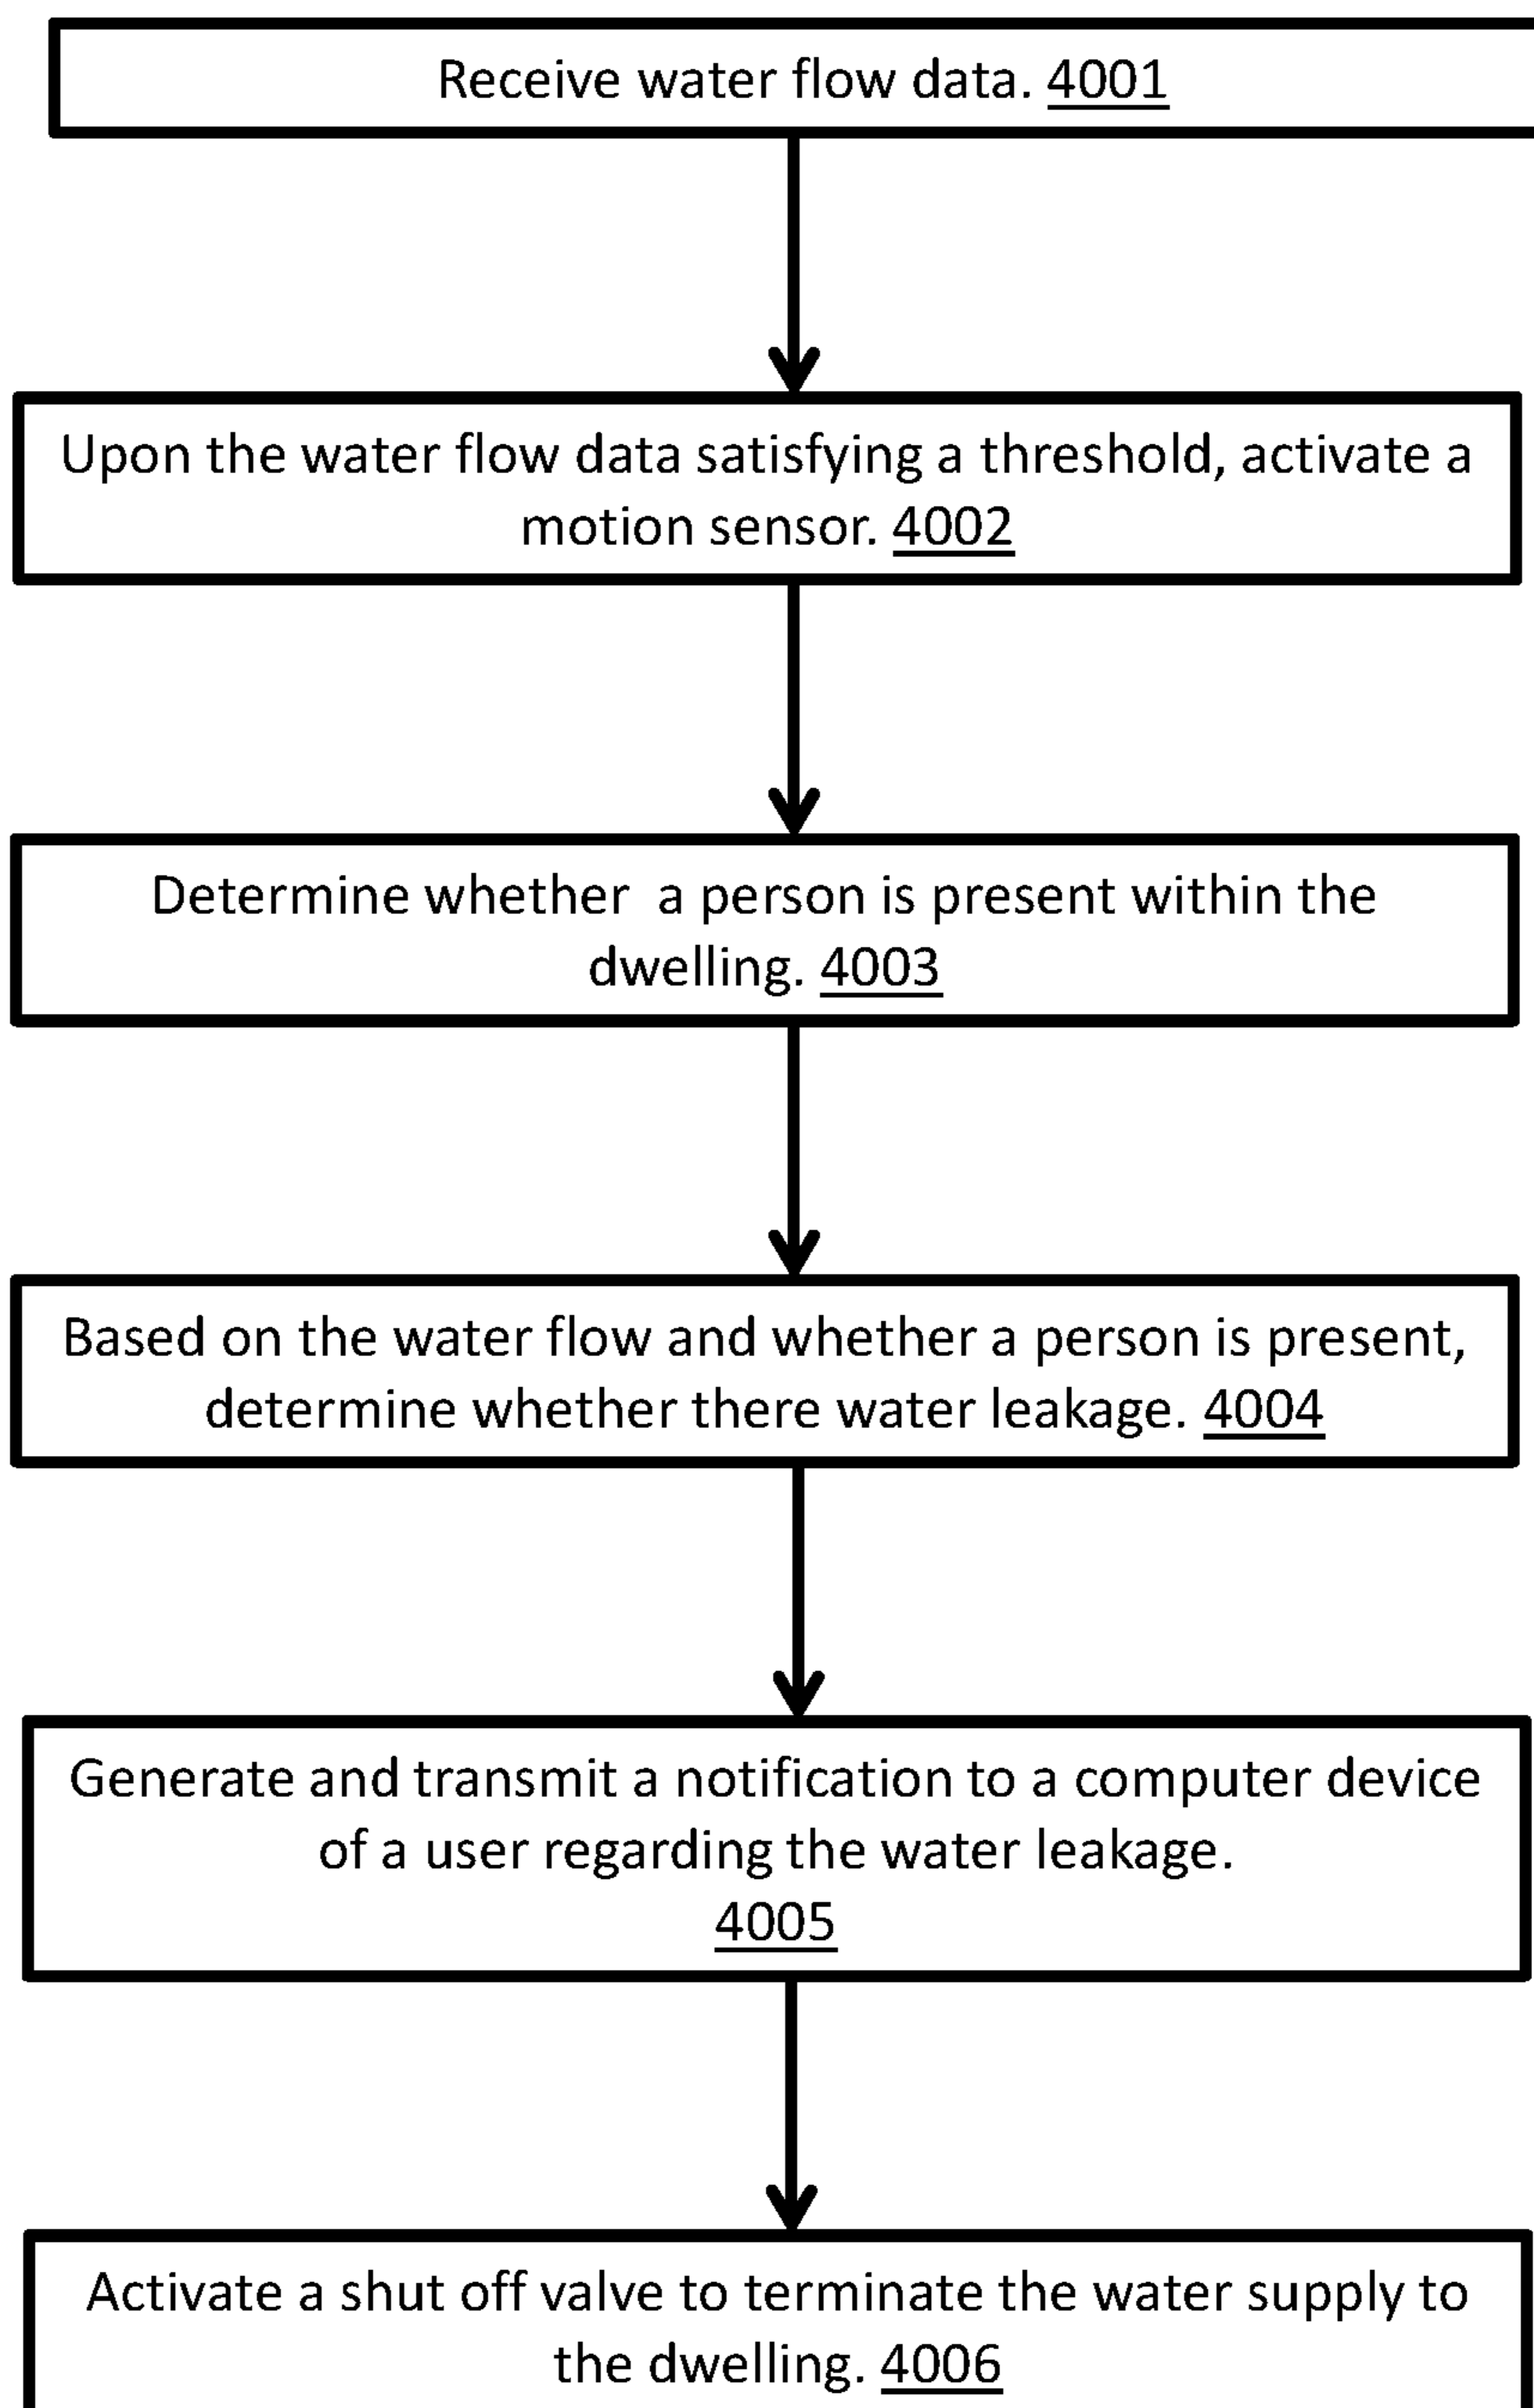 Receive water flow data. 4001
Upon the water flow data satisfying a threshold, activate a
motion sensor. 4002
Determine whether  a person is present within the
dwelling. 4003
Based on the water flow and whether a person is present,
determine whether there water leakage. 4004
Generate and transmit a notification to a computer device
of a user regarding the water leakage.
4005
Activate a shut off valve to terminate the water supply to
the dwelling. 4006